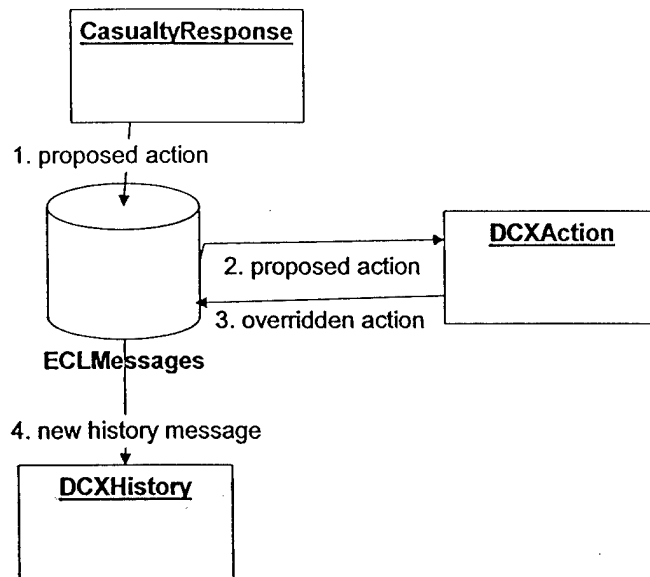 CasualtyResponse
1. proposed action
DCXAction
2. proposed action
3. overridden action
ECLMessages
4. new history message
DCXHistory